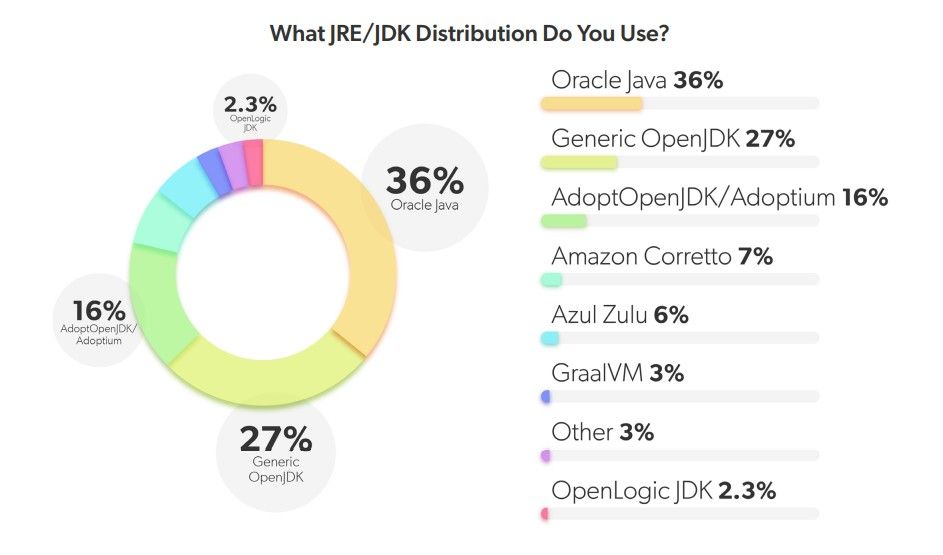 What JRE/JDK Distribution Do You Use?
2.3%
OpenLogic
JDK
36%
Oracle Java
16%
AdoptOpenJDK/
Adoptium
27%
Generic
OpenJDK
Oracle Java 36%
Generic OpenJDK 27%
AdoptOpenJDK/Adoptium 16%
Amazon Corretto 7%
Azul Zulu 6%
GraalVM 3%
Other 3%
OpenLogic JDK 2.3%